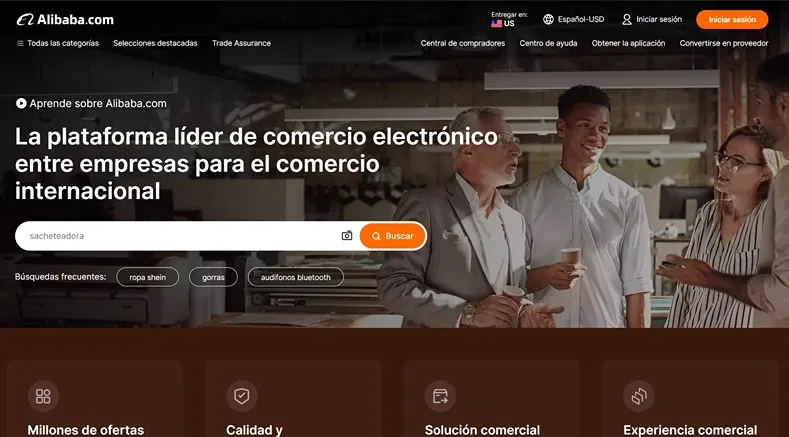 Alibaba.com
Entregar en:
US
Español-USD
Iniciar sesión
Iniciar sesión
Todas las categorías
Selecciones destacadas
Trade Assurance
Central de compradores
Centro de ayuda
Obtener la aplicación
Convertirse en proveedor
Aprende sobre Alibaba.com
La plataforma líder de comercio electrónico
entre empresas para el comercio
internacional
sacheteadora
Buscar
Búsquedas frecuentes:
ropa shein
gorras
audífonos bluetooth
Millones de ofertas
Calidad y
Solución comercial
Experiencia comercial